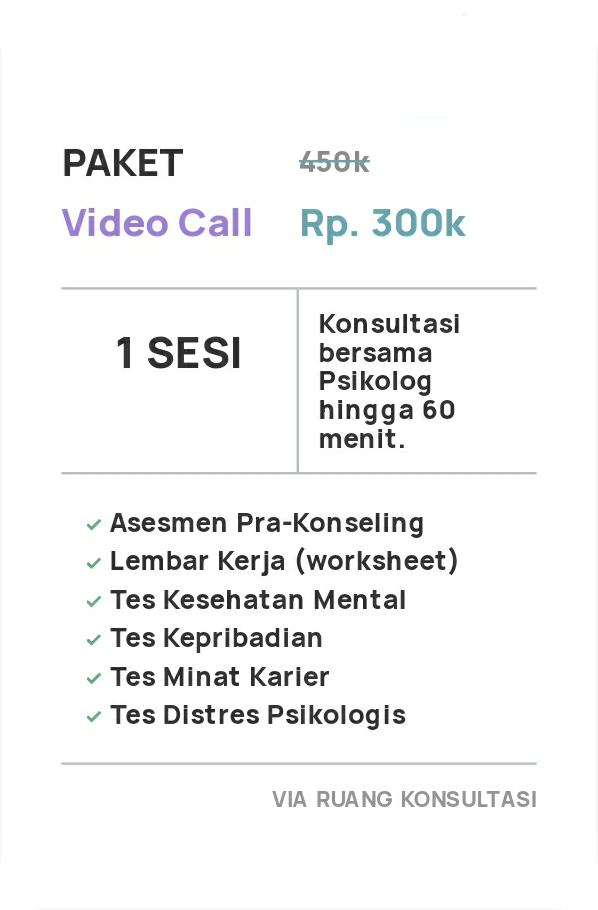 PAKET
450k
Video Call
Rp. 300k
1 SESI
Konsultasi
bersama
Psikolog
hingga 60
menit.
Asesmen Pra-Konseling
Lembar Kerja (worksheet)
Tes Kesehatan Mental
Tes Kepribadian
Tes Minat Karier
Tes Distres Psikologis
VIA RUANG KONSULTASI